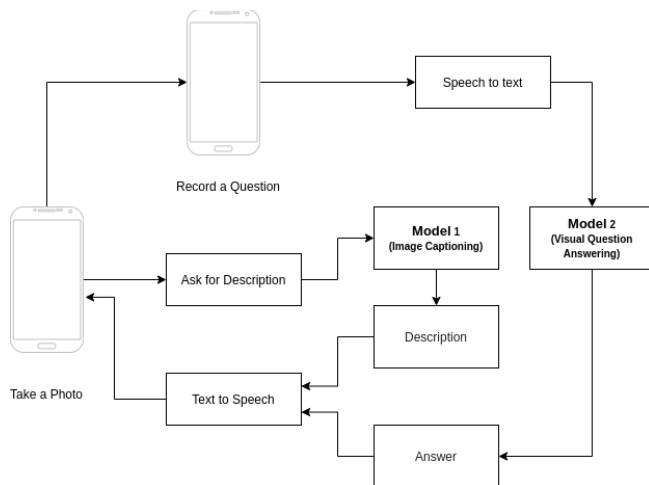 Speech to text
Record a Question
Model 1
(Image Captioning)
Model 2
(Visual Question
Answering)
Ask for Description
Description
Take a Photo
Text to Speech
Answer